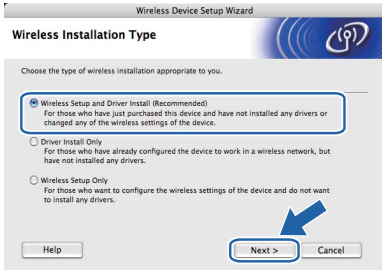 Wireless Device Setup Wizard
Wireless Installation Type
Choose the type of wireless installation appropriate to you.
Wireless Setup and Driver Install (Recommended)
For those who have just purchased this device and have not installed any drivers or
changed any of the wireless settings of the device.
Driver Install Only
For those who have already configured the device to work in a wireless network, but
have not installed any drivers.
Wireless Setup Only
For those who want to configure the wireless settings of the device and do not want
to install any drivers.
Help
Next >
Cancel